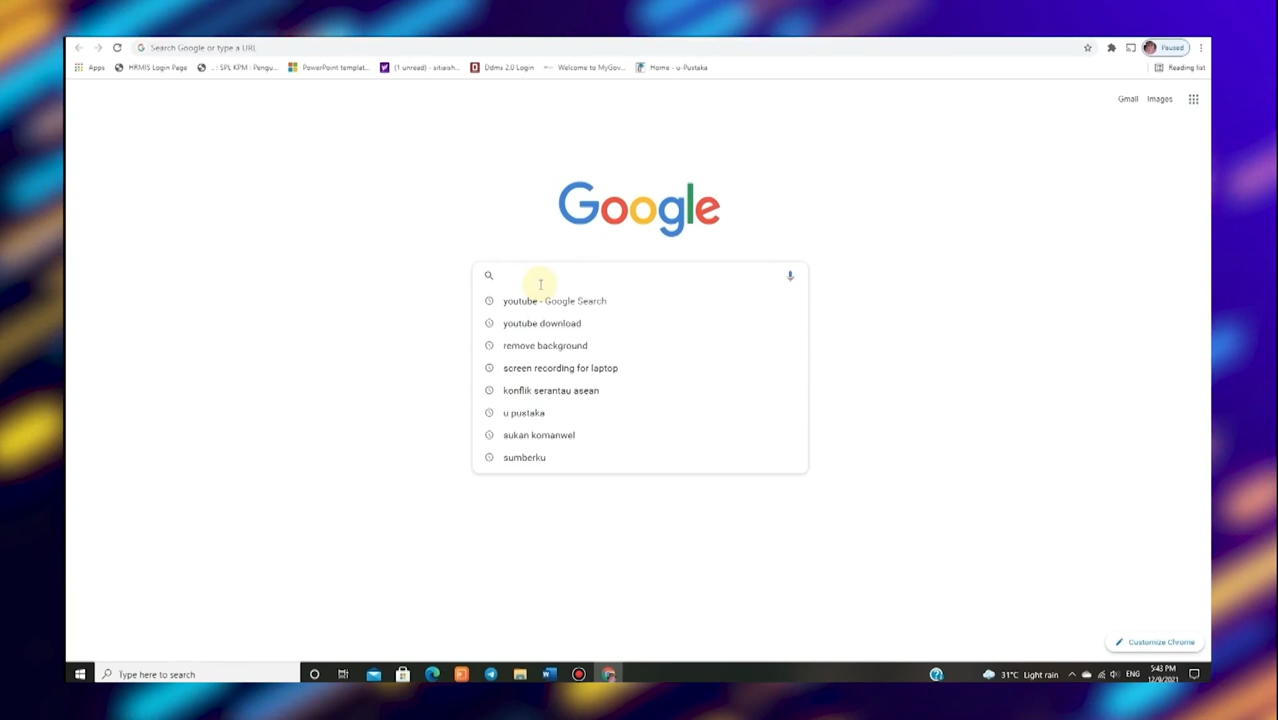 Search Google or type a URL
Paused
Apps HRMIS Login Page ..: SPL KPM : Pengu... PowerPoint templat... (1 unread) - sitiaish... Ddms 2.0 Login Welcome to MyGov... Home - u-Pustaka Reading list
Gmail Images
Google
youtube - Google Search
youtube download
remove background
screen recording for laptop
konflik serantau asean
u pustaka
sukan komanwel
sumberku
Customize Chrome
Type here to search
31°C Light rain ENG 5:43 PM
12/9/2021